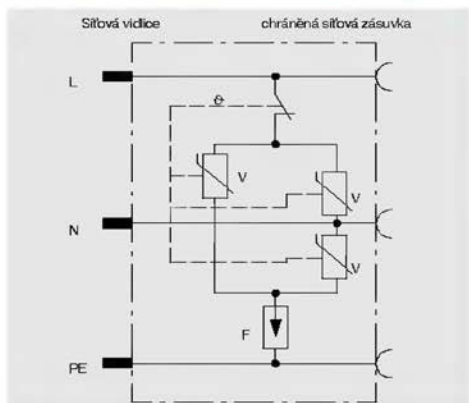 Síťová vidlice
chráněná síťová zásuvka
L
ϑ
V
V
N
V
F
PE